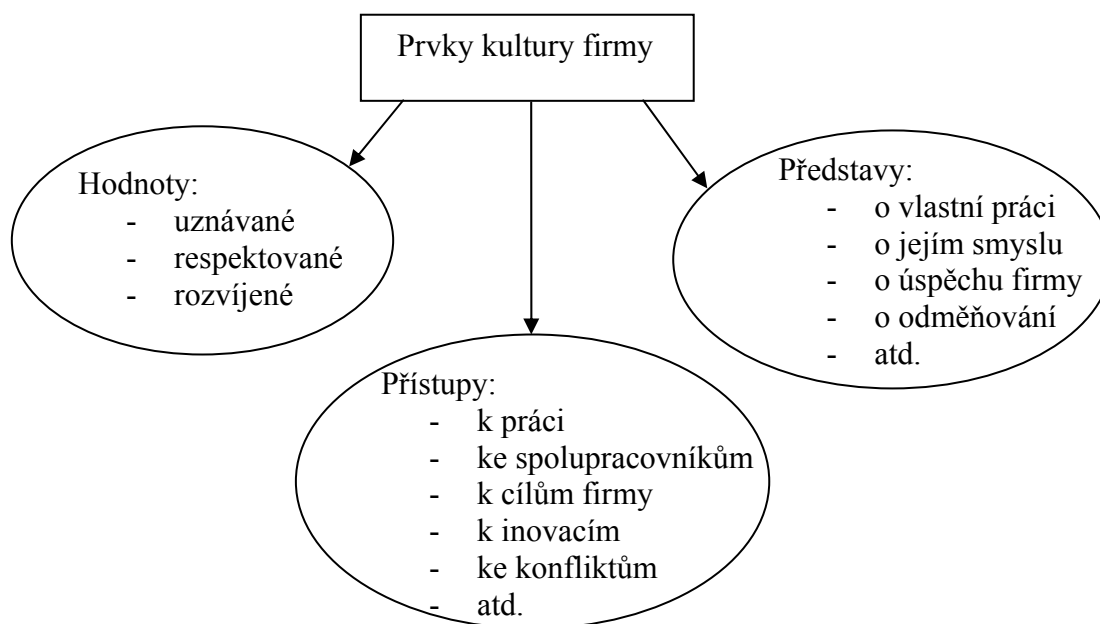 Prvky kultury firmy
Hodnoty:
- uznávané
- respektované
- rozvíjené
Představy:
- o vlastní práci
- o jejím smyslu
- o úspěchu firmy
- o odměňování
- atd.
Přístupy:
- k práci
- ke spolupracovníkům
- k cílům firmy
- k inovacím
- ke konfliktům
- atd.